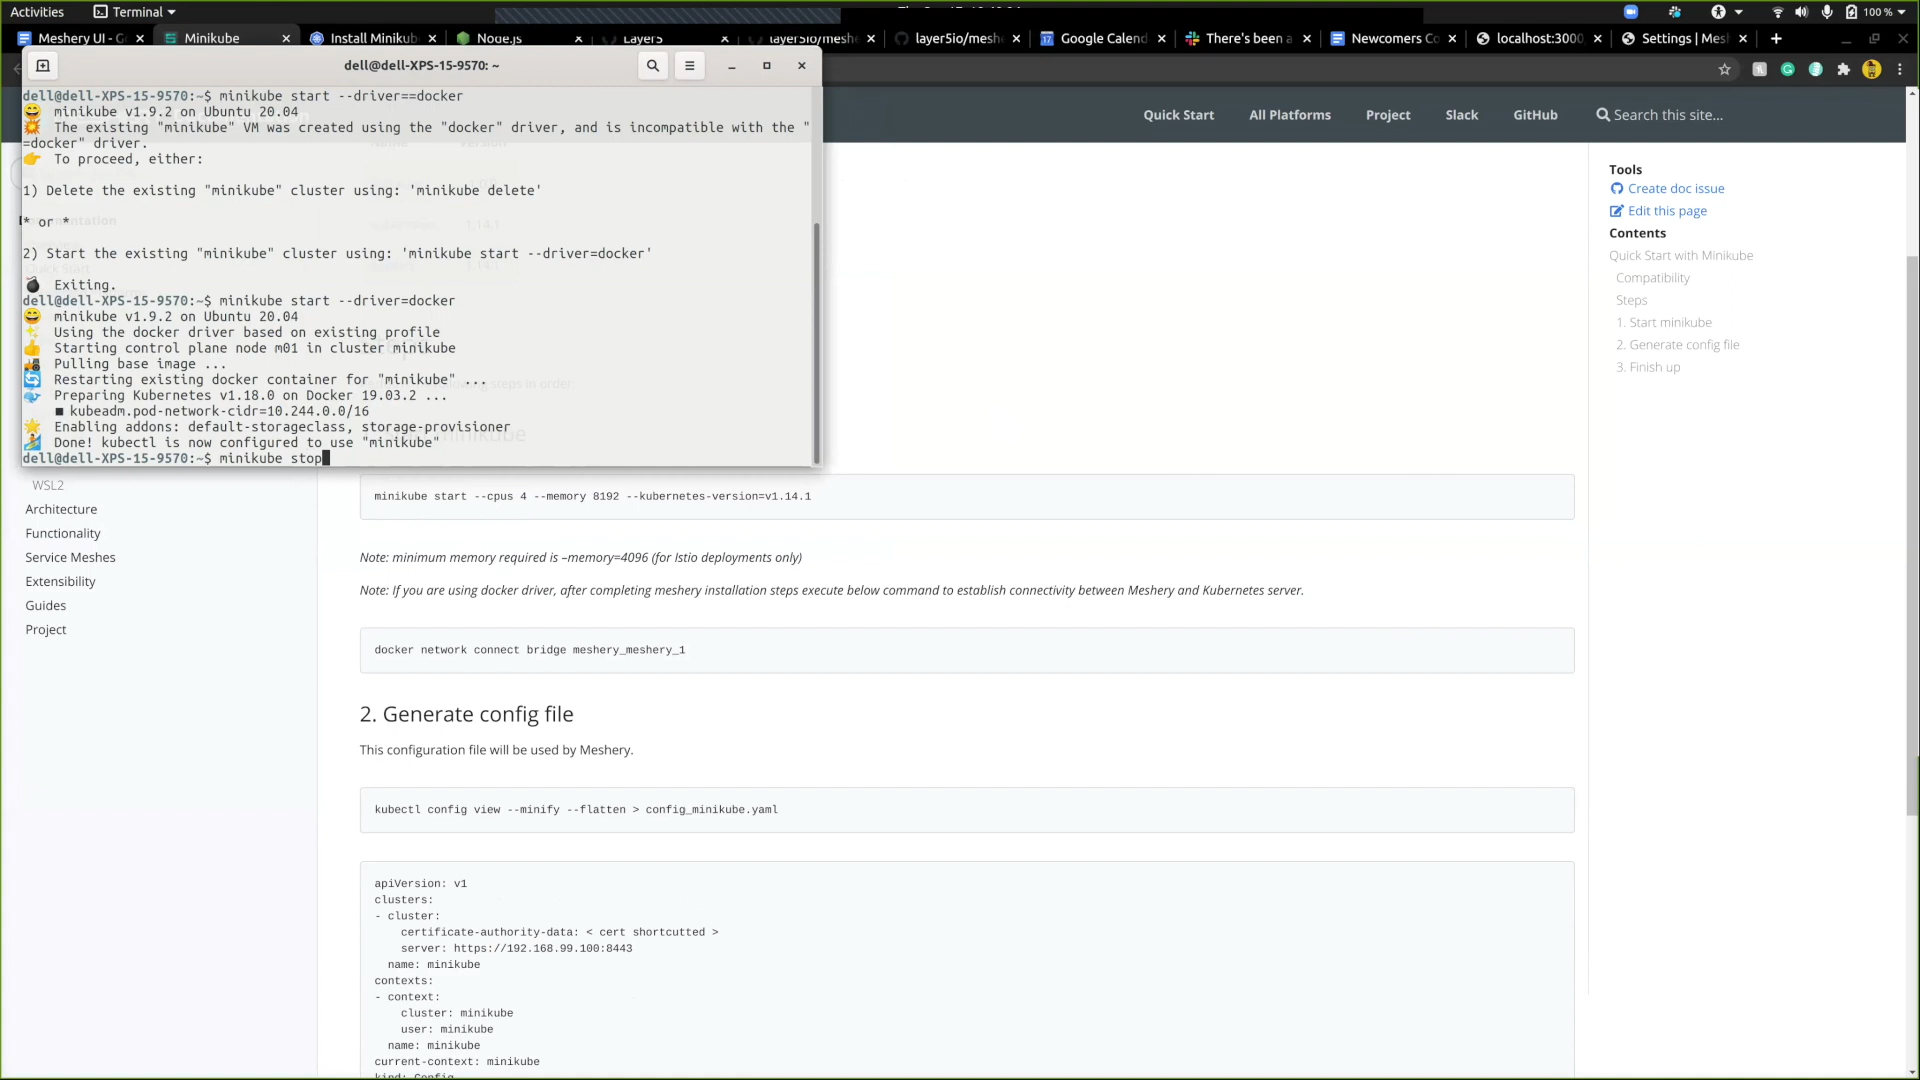 Activities
Terminal
100 %
Meshery UI - G
Minikube
Install Minikub
Node.js
Layer5
layer5io/meshe
layer5io/mesh
Google Calend
There's been a
Newcomers Co
localhost:3000
Settings | Mesh
dell@dell-XPS-15-9570: ~
dell@dell-XPS-15-9570:~$ minikube start --driver==docker
minikube v1.9.2 on Ubuntu 20.04
The existing "minikube" VM was created using the "docker" driver, and is incompatible with the "
=docker" driver.
To proceed, either:
1) Delete the existing "minikube" cluster using: 'minikube delete'
* or *
2) Start the existing "minikube" cluster using: 'minikube start --driver=docker'
Exiting.
dell@dell-XPS-15-9570:~$ minikube start --driver=docker
minikube v1.9.2 on Ubuntu 20.04
Using the docker driver based on existing profile
Starting control plane node m01 in cluster minikube
Pulling base image ...
Restarting existing docker container for "minikube" ...
Preparing Kubernetes v1.18.0 on Docker 19.03.2 ...
■ kubeadm.pod-network-cidr=10.244.0.0/16
Enabling addons: default-storageclass, storage-provisioner
Done! kubectl is now configured to use "minikube"
dell@dell-XPS-15-9570:~$ minikube stop
Quick Start
All Platforms
Project
Slack
GitHub
Search this site...
WSL2
Architecture
Functionality
Service Meshes
Extensibility
Guides
Project
minikube start --cpus 4 --memory 8192 --kubernetes-version=v1.14.1
Note: minimum memory required is –memory=4096 (for Istio deployments only)
Note: If you are using docker driver, after completing meshery installation steps execute below command to establish connectivity between Meshery and Kubernetes server.
docker network connect bridge meshery_meshery_1
2. Generate config file
This configuration file will be used by Meshery.
kubectl config view --minify --flatten > config_minikube.yaml
apiVersion: v1
clusters:
- cluster:
certificate-authority-data: < cert shortcutted >
server: https://192.168.99.100:8443
name: minikube
contexts:
- context:
cluster: minikube
user: minikube
name: minikube
current-context: minikube
kind: Config
Tools
Create doc issue
Edit this page
Contents
Quick Start with Minikube
Compatibility
Steps
1. Start minikube
2. Generate config file
3. Finish up